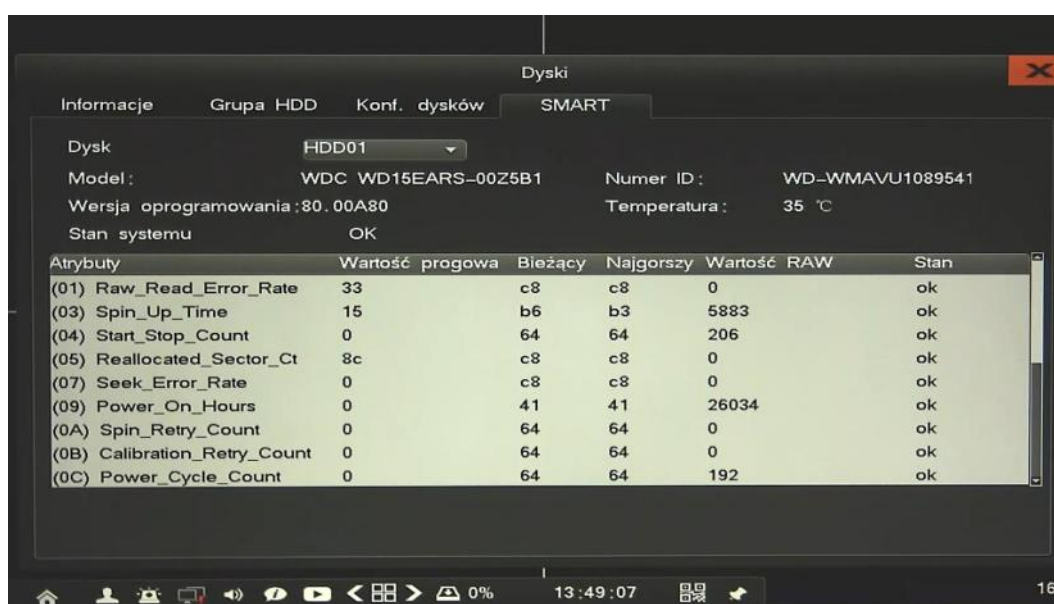 Dyski
Informacje Grupa HDD Konf. dysków SMART
Dysk HDD01
Model: WDC WD15EARS-00Z5B1 Numer ID: WD-WMAVU1089541
Wersja oprogramowania:80.00A80 Temperatura: 35 °C
Stan systemu OK
Atrybuty Wartość progowa Bieżący Najgorszy Wartość RAW Stan
(01) Raw_Read_Error_Rate 33 c8 c8 0 ok
(03) Spin_Up_Time 15 b6 b3 5883 ok
(04) Start_Stop_Count 0 64 64 206 ok
(05) Reallocated_Sector_Ct 8c c8 c8 0 ok
(07) Seek_Error_Rate 0 c8 c8 0 ok
(09) Power_On_Hours 0 41 41 26034 ok
(0A) Spin_Retry_Count 0 64 64 0 ok
(0B) Calibration_Retry_Count 0 64 64 0 ok
(0C) Power_Cycle_Count 0 64 64 192 ok
0% 13:49:07 16